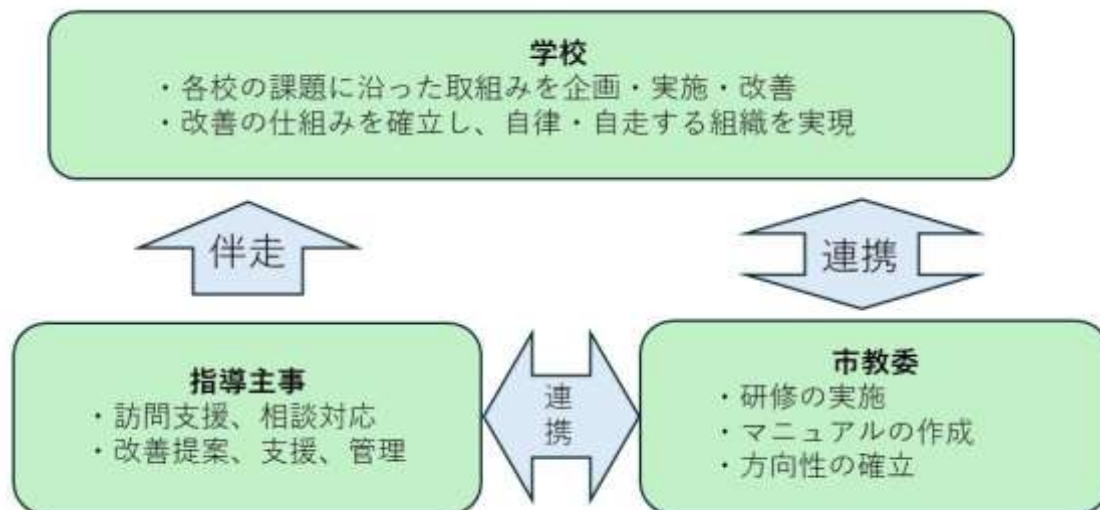 学校
・各校の課題に沿った取組みを企画・実施・改善
・改善の仕組みを確立し、自律・自走する組織を実現
伴走
連携
指導主事
・訪問支援、相談対応
・改善提案、支援、管理
連携
市教委
・研修の実施
・マニュアルの作成
・方向性の確立